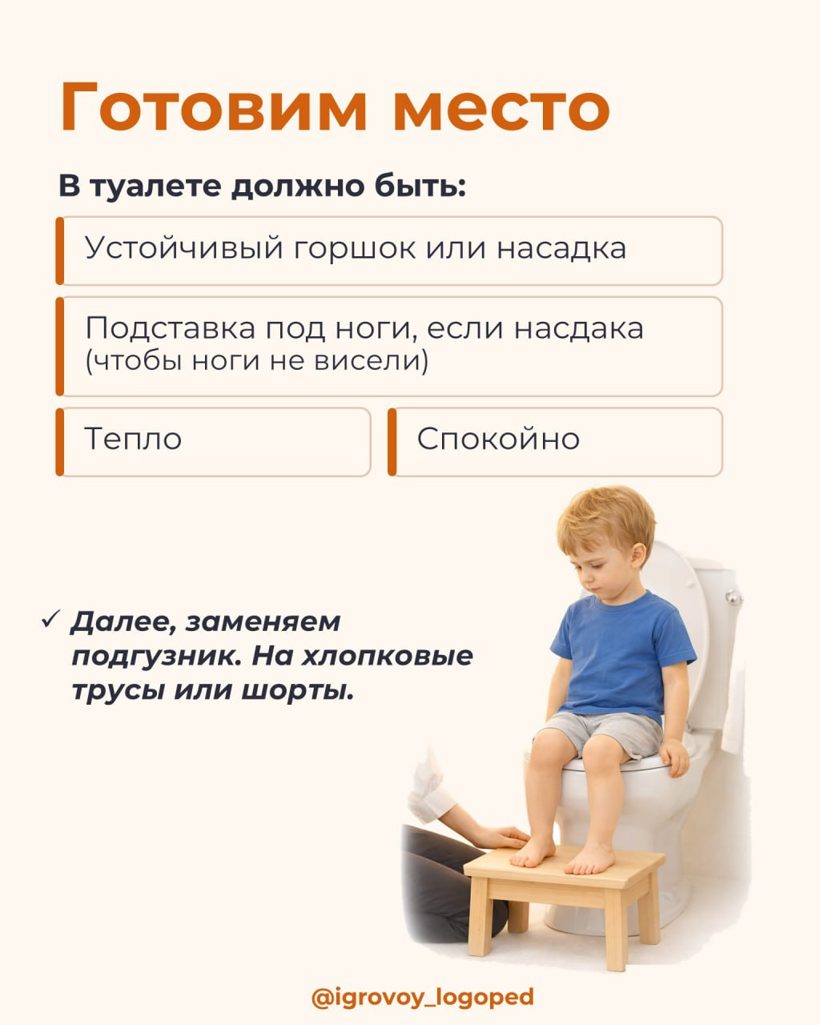 Готовим место
В туалете должно быть:
Устойчивый горшок или насадка
Подставка под ноги, если насдака
(чтобы ноги не висели)
Тепло
Спокойно
✓ Далее, заменяем
подгузник. На хлопковые
трусы или шорты.
@igrovoy_logoped